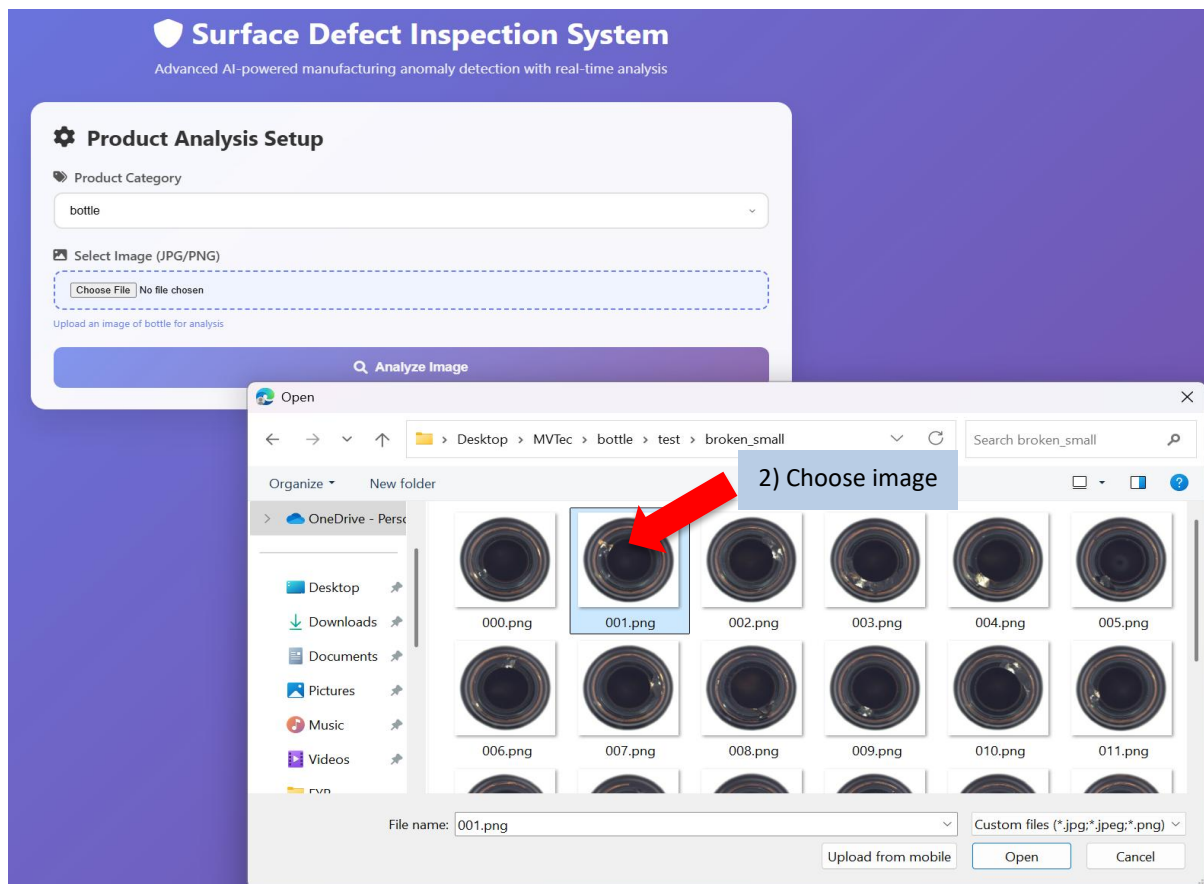 Surface Defect Inspection System
Advanced AI-powered manufacturing anomaly detection with real-time analysis
Product Analysis Setup
Product Category
bottle
Select Image (JPG/PNG)
Choose File No file chosen
Upload an image of bottle for analysis
Analyze Image
Open
Desktop > MVTec > bottle > test > broken_small
Search broken_small
2) Choose image
Organize
New folder
OneDrive - Perso
Desktop
Downloads
Documents
Pictures
Music
Videos
000.png 001.png 002.png 003.png 004.png 005.png
006.png 007.png 008.png 009.png 010.png 011.png
File name: 001.png
Custom files (*.jpg;*.jpeg;*.png)
Upload from mobile
Open
Cancel